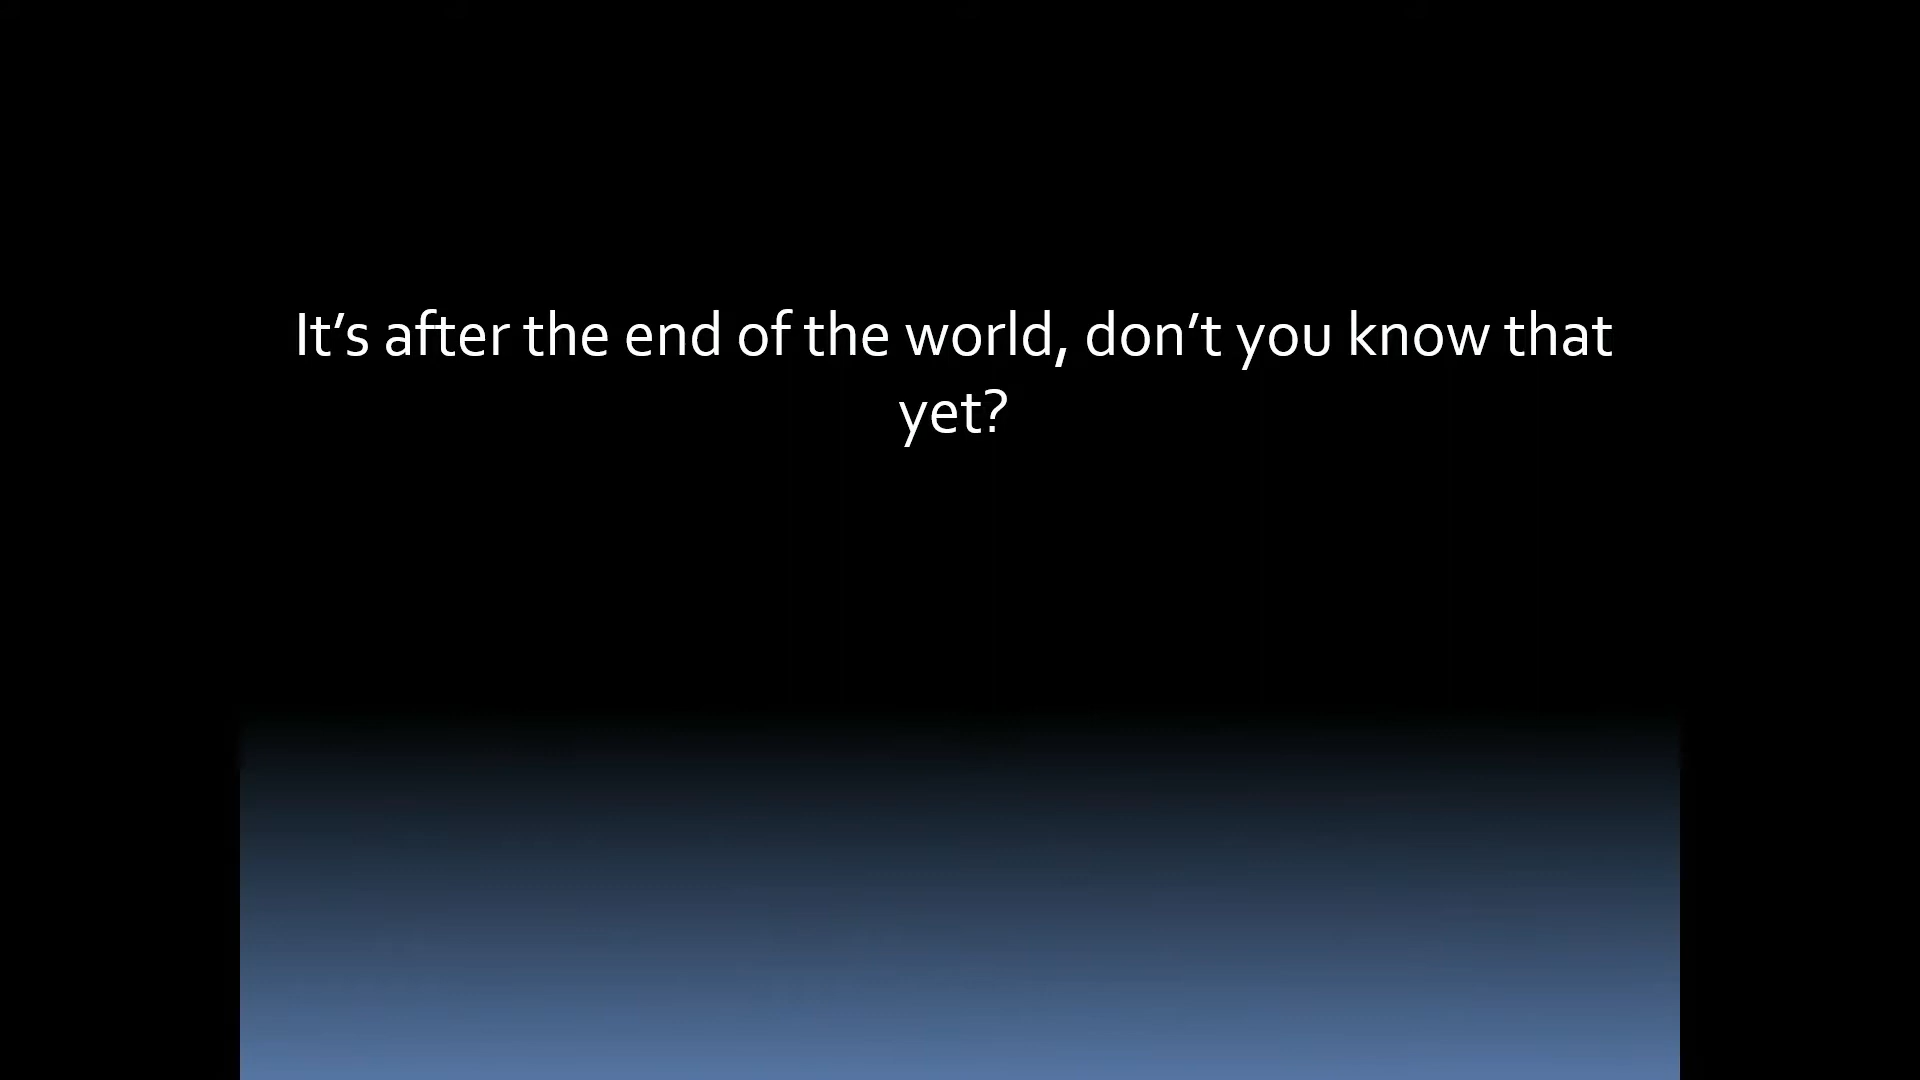 It’s after the end of the world, don’t you know that
yet?